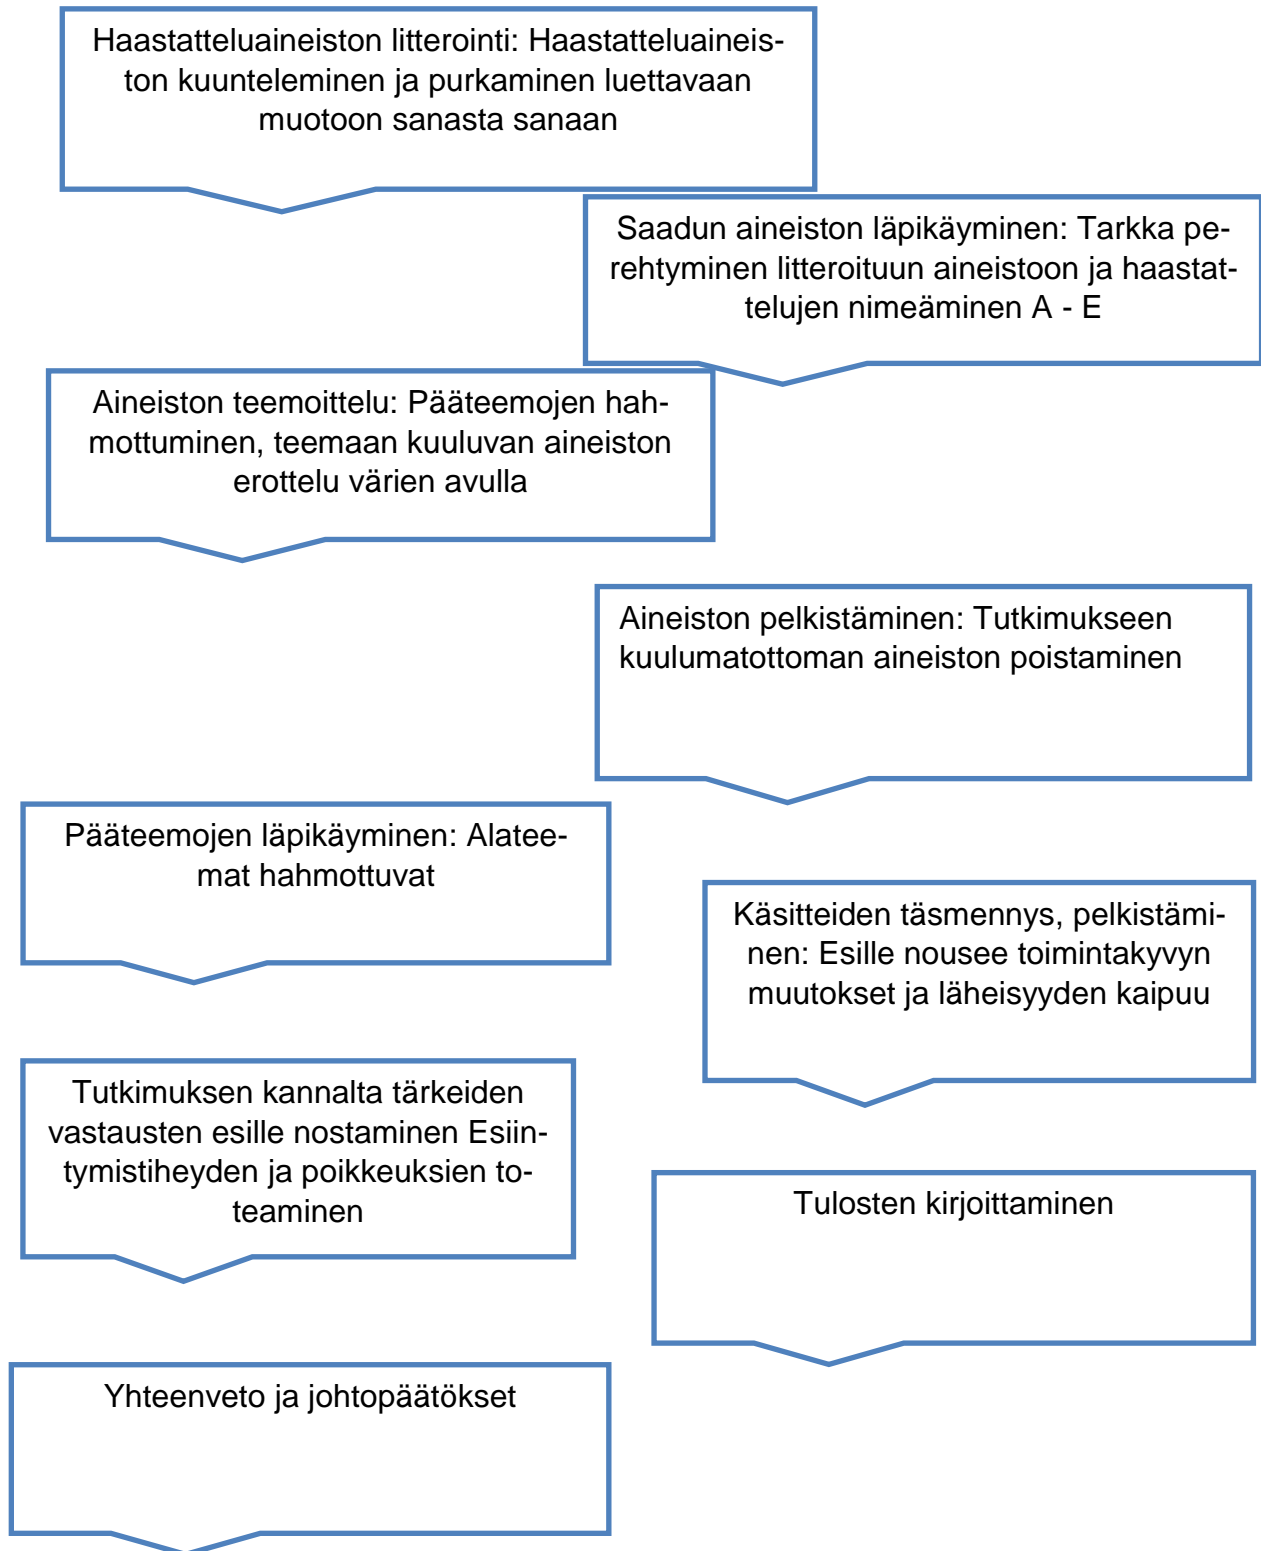 Haastatteluaineiston litterointi: Haastatteluaineis-
ton kuunteleminen ja purkaminen luettavaan
muotoon sanasta sanaan
Saadun aineiston läpikäyminen: Tarkka pe-
rehtyminen litteroituun aineistoon ja haastat-
telujen nimeäminen A - E
Aineiston teemoittelu: Pääteemojen hah-
mottuminen, teemaan kuuluvan aineiston
erottelu värien avulla
Aineiston pelkistäminen: Tutkimukseen
kuulumatottoman aineiston poistaminen
Pääteemojen läpikäyminen: Alatee-
mat hahmottuvat
Käsitteiden täsmennys, pelkistämi-
nen: Esille nousee toimintakyvyn
muutokset ja läheisyyden kaipuu
Tutkimuksen kannalta tärkeiden
vastausten esille nostaminen Esiin-
tymistiheyden ja poikkeuksien to-
teaminen
Tulosten kirjoittaminen
Yhteenveto ja johtopäätökset